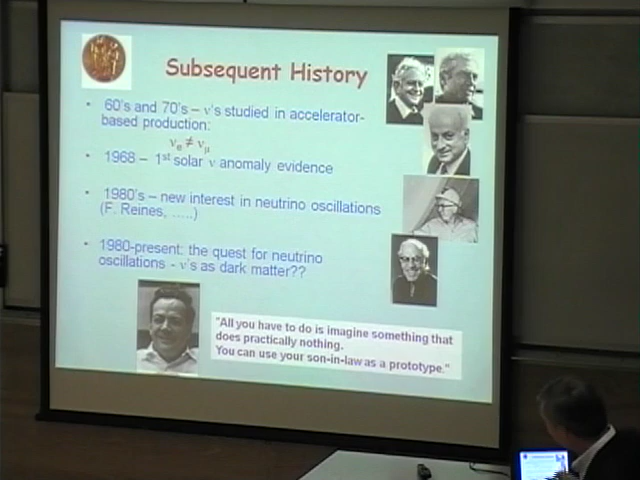 Subsequent History
• 60's and 70's – ν's studied in accelerator-
based production:
νe ≠ νμ
• 1968 – 1st solar ν anomaly evidence
• 1980's – new interest in neutrino oscillations
(F. Reines, …..)
• 1980-present: the quest for neutrino
oscillations - ν's as dark matter??
"All you have to do is imagine something that
does practically nothing.
You can use your son-in-law as a prototype."